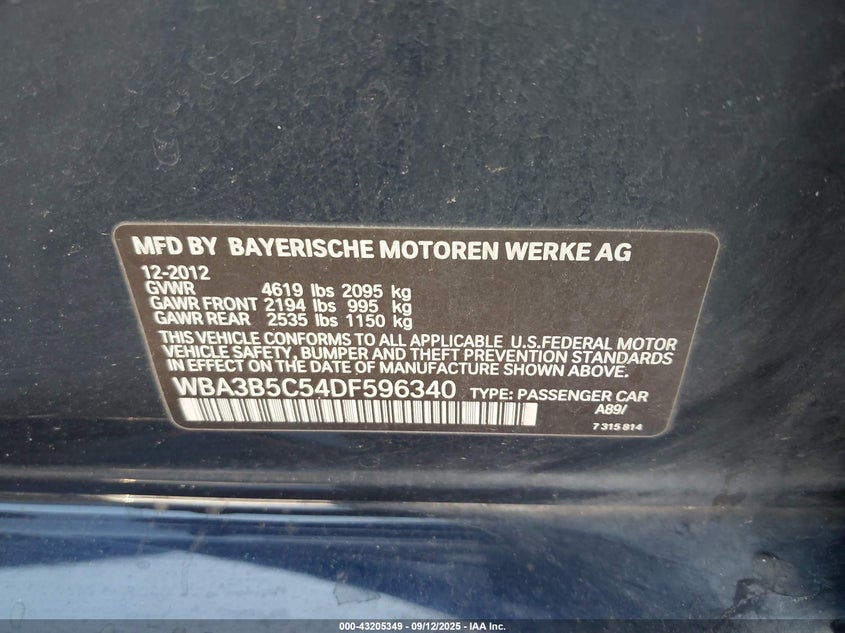 MFD BY BAYERISCHE MOTOREN WERKE AG
12-2012
GVWR 4619 lbs 2095 kg
GAWR FRONT 2194 lbs 995 kg
GAWR REAR 2535 lbs 1150 kg
THIS VEHICLE CONFORMS TO ALL APPLICABLE U.S.FEDERAL MOTOR
VEHICLE SAFETY, BUMPER AND THEFT PREVENTION STANDARDS
IN EFFECT ON THE DATE OF MANUFACTURE SHOWN ABOVE.
WBA3B5C54DF596340 TYPE: PASSENGER CAR
A89/
7 315 814
000-43205349 - 09/12/2025 - IAA Inc.